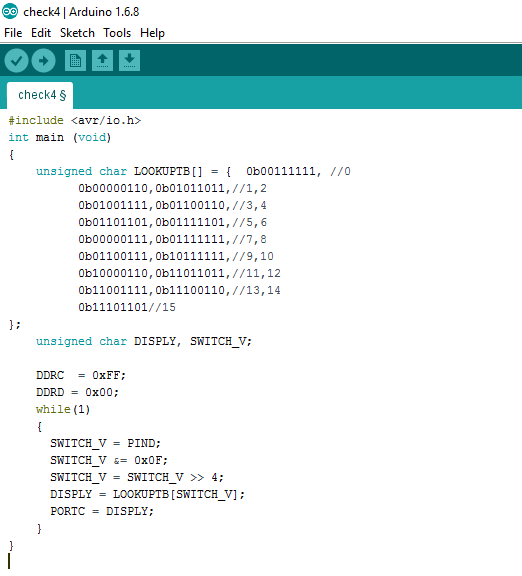 check4 | Arduino 1.6.8
File Edit Sketch Tools Help
check4 §
#include <avr/io.h>
int main (void)
{
    unsigned char LOOKUPTB[] = {  0b00111111, //0
          0b00000110,0b01011011,//1,2
          0b01001111,0b01100110,//3,4
          0b01101101,0b01111101,//5,6
          0b00000111,0b01111111,//7,8
          0b01100111,0b10111111,//9,10
          0b10000110,0b11011011,//11,12
          0b11001111,0b11100110,//13,14
          0b11101101//15
};
    unsigned char DISPLY, SWITCH_V;
    DDRC  = 0xFF;
    DDRD = 0x00;
    while(1)
    {
      SWITCH_V = PIND;
      SWITCH_V &= 0x0F;
      SWITCH_V = SWITCH_V >> 4;
      DISPLY = LOOKUPTB[SWITCH_V];
      PORTC = DISPLY;
    }
}